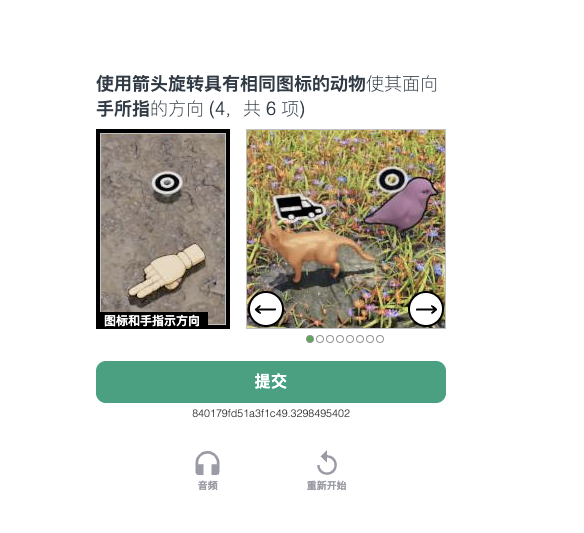 使用箭头旋转具有相同图标的动物使其面向
手所指的方向 (4，共 6 项)
图标和手指示方向
提交
840179fd51a3f1c49.3298495402
音频
重新开始